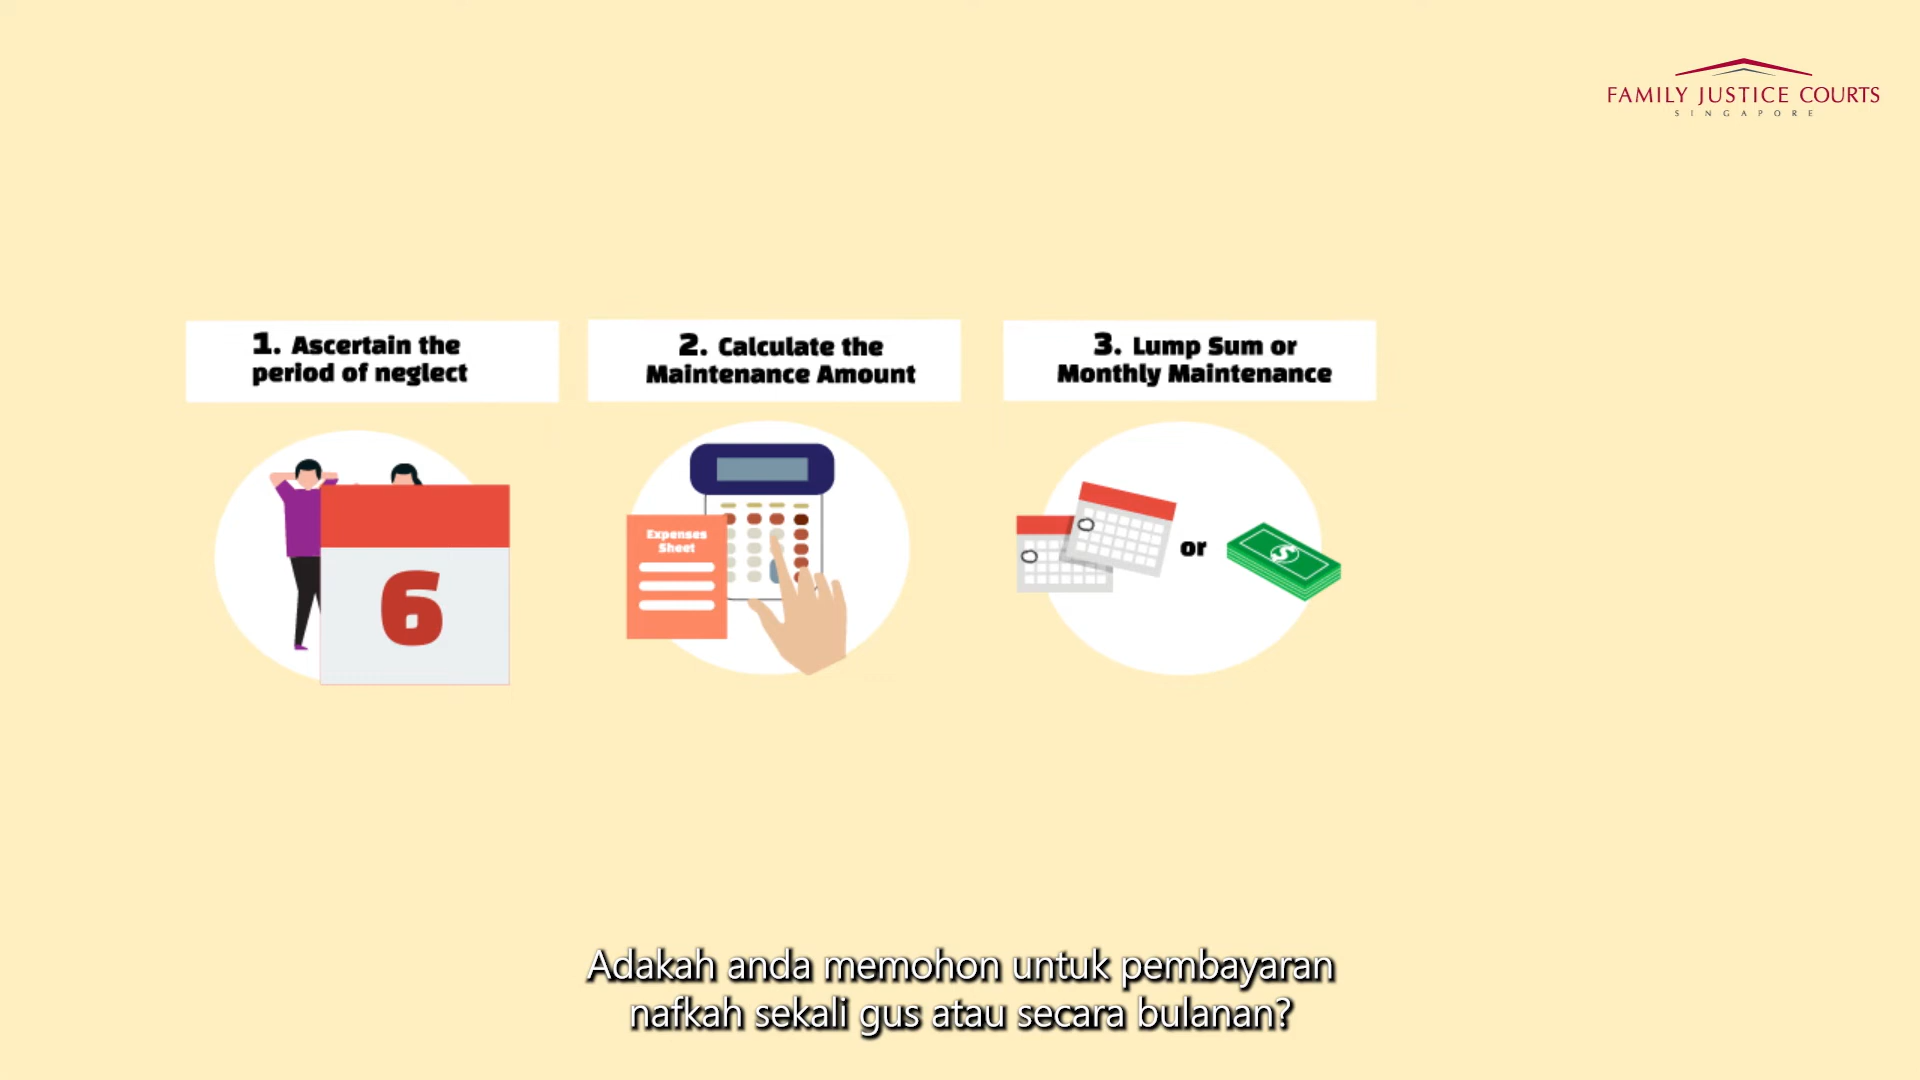 FAMILY JUSTICE COURTS
SINGAPORE
1. Ascertain the
period of neglect
2. Calculate the
Maintenance Amount
3. Lump Sum or
Monthly Maintenance
6
Expenses
Sheet
or
$
Adakah anda memohon untuk pembayaran
nafkah sekali gus atau secara bulanan?